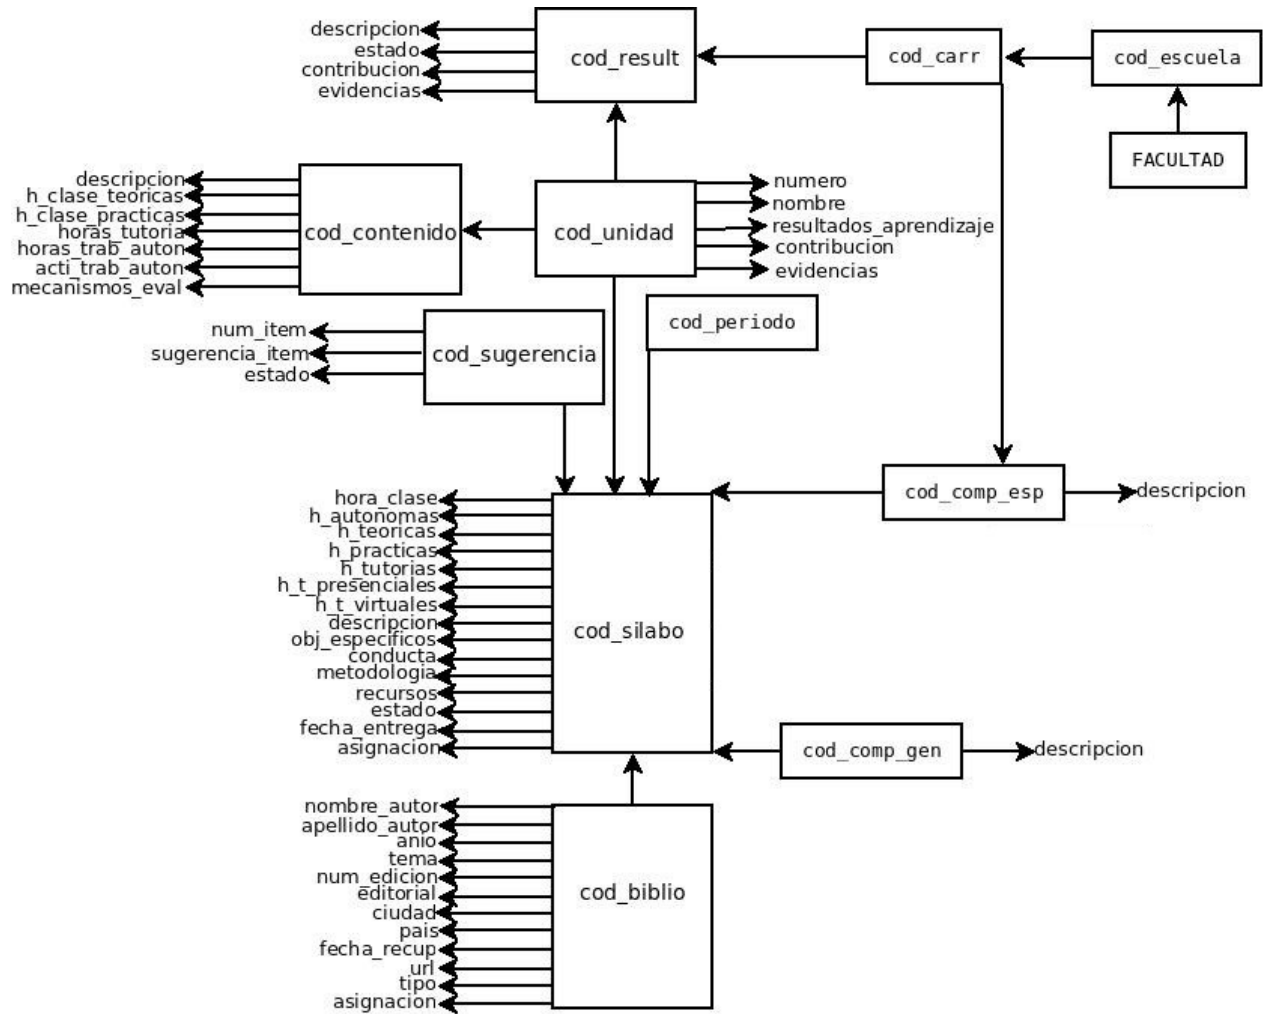 descripcion
estado
contribucion
evidencias
cod_result
cod_carr
cod_escuela
FACULTAD
descripcion
h_clase_teoricas
h_clase_practicas
horas_tutoria
horas_trab_auton
acti_trab_auton
mecanismos_eval
cod_contenido
cod_unidad
numero
nombre
resultados_aprendizaje
contribucion
evidencias
num_item
sugerencia_item
estado
cod_sugerencia
cod_periodo
hora_clase
h_autonomas
h_teoricas
h_practicas
h_tutorias
h_t_presenciales
h_t_virtuales
descripcion
obj_especificos
conducta
metodologia
recursos
estado
fecha_entrega
asignacion
cod_silabo
cod_comp_esp
descripcion
cod_comp_gen
descripcion
nombre_autor
apellido_autor
anio
tema
num_edicion
editorial
ciudad
pais
fecha_recup
url
tipo
asignacion
cod_biblio